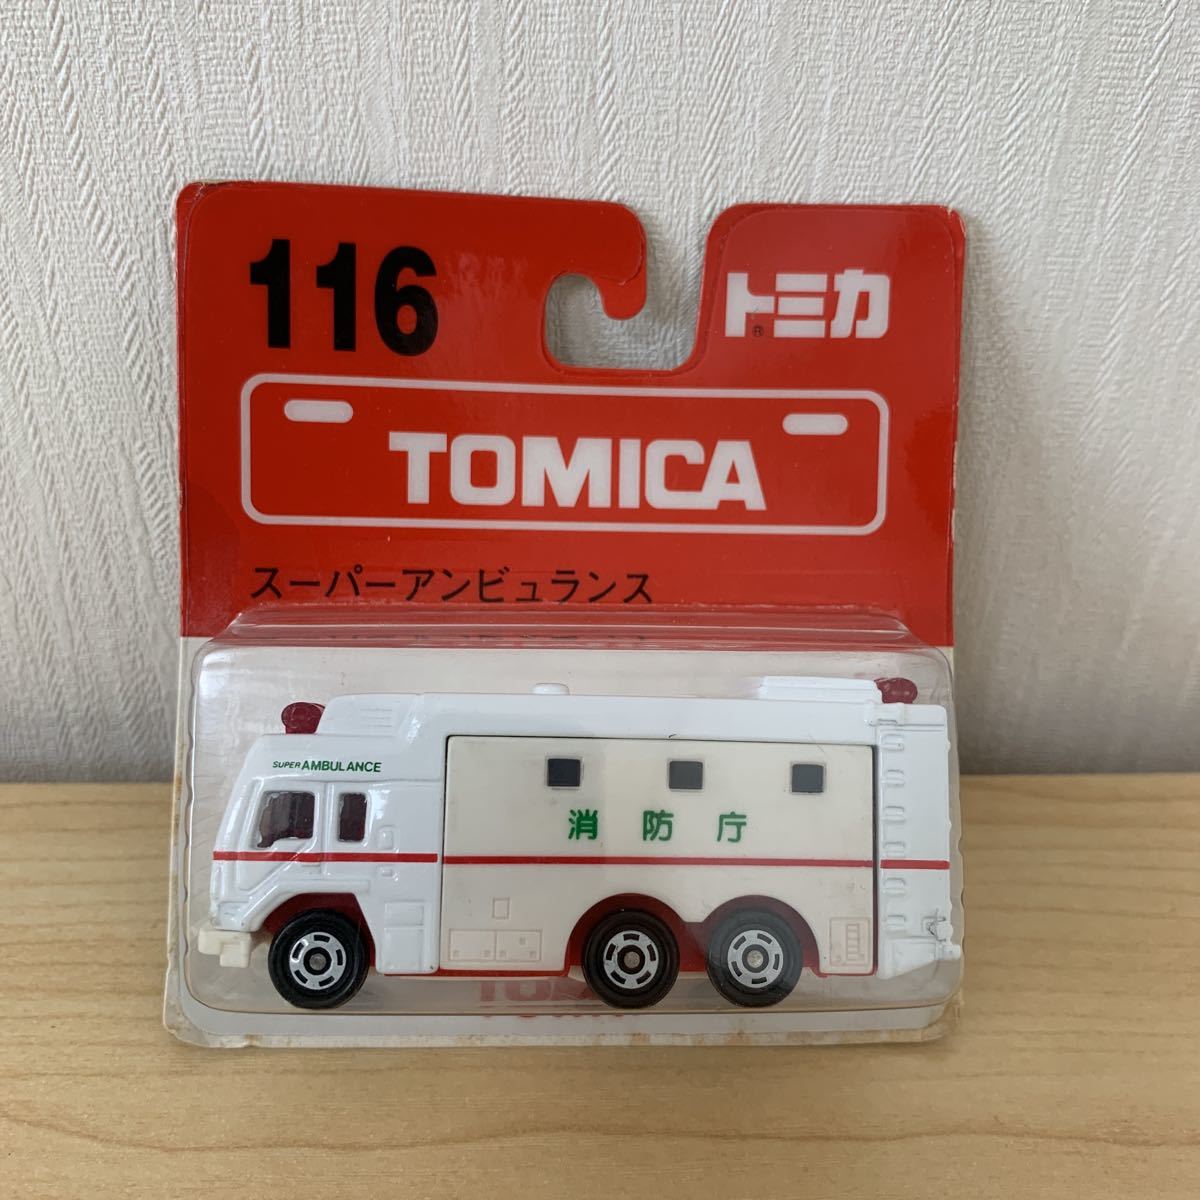 116
トミカ®
TOMICA
スーパーアンビュランス
SUPER AMBULANCE
消防庁